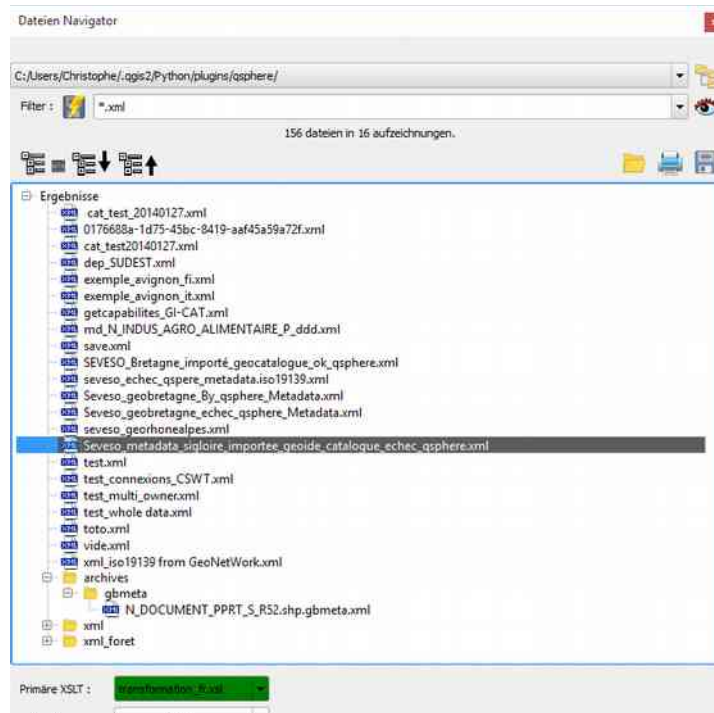 Dateien Navigator
C:/Users/Christophe/.qgis2/Python/plugins/qsphere/
Filter : *.xml
156 dateien in 16 aufzeichnungen.
Ergebnisse
cat_test_20140127.xml
0176688a-1d75-45bc-8419-aaf45a59a72f.xml
cat_test20140127.xml
dep_SUDEST.xml
exemple_avignon_fi.xml
exemple_avignon_it.xml
getcapabilites_GI-CAT.xml
md_N_INDUS_AGRO_ALIMENTAIRE_P_ddd.xml
save.xml
SEVESO_Bretagne_importé_geocatalogue_ok_qsphere.xml
seveso_echec_qspere_metadata.iso19139.xml
Seveso_geobretagne_By_qsphere_Metadata.xml
Seveso_geobretagne_echec_qsphere_Metadata.xml
seveso_georhonealpes.xml
Seveso_metadata_sigloire_importee_geoide_catalogue_echec_qsphere.xml
test.xml
test_connexions_CSWT.xml
test_multi_owner.xml
test_whole data.xml
toto.xml
vide.xml
xml_iso19139 from GeoNetWork.xml
archives
gbmeta
N_DOCUMENT_PPRT_S_R52.shp.gbmeta.xml
xml
xml_foret
Primäre XSLT : transformation_fr.xsl